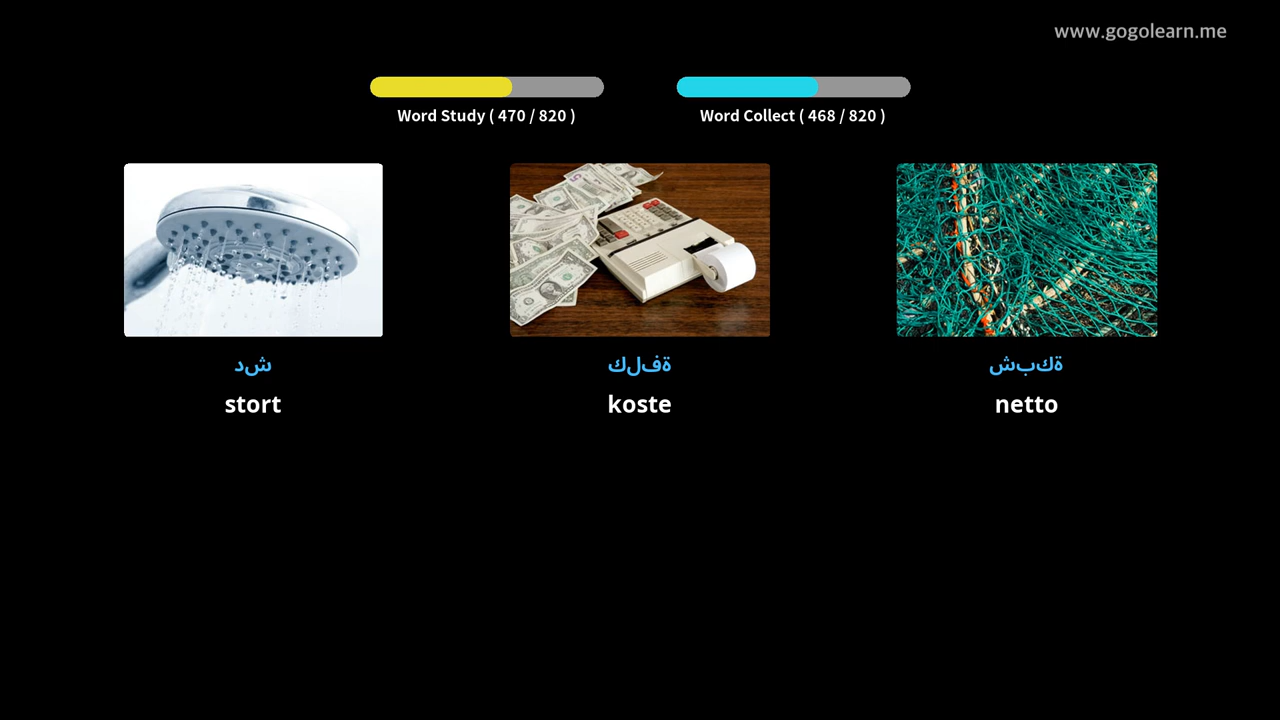 www.gogolearn.me
Word Study ( 470 / 820 )
Word Collect ( 468 / 820 )
شد
ةفلك
ةكبش
stort
koste
netto